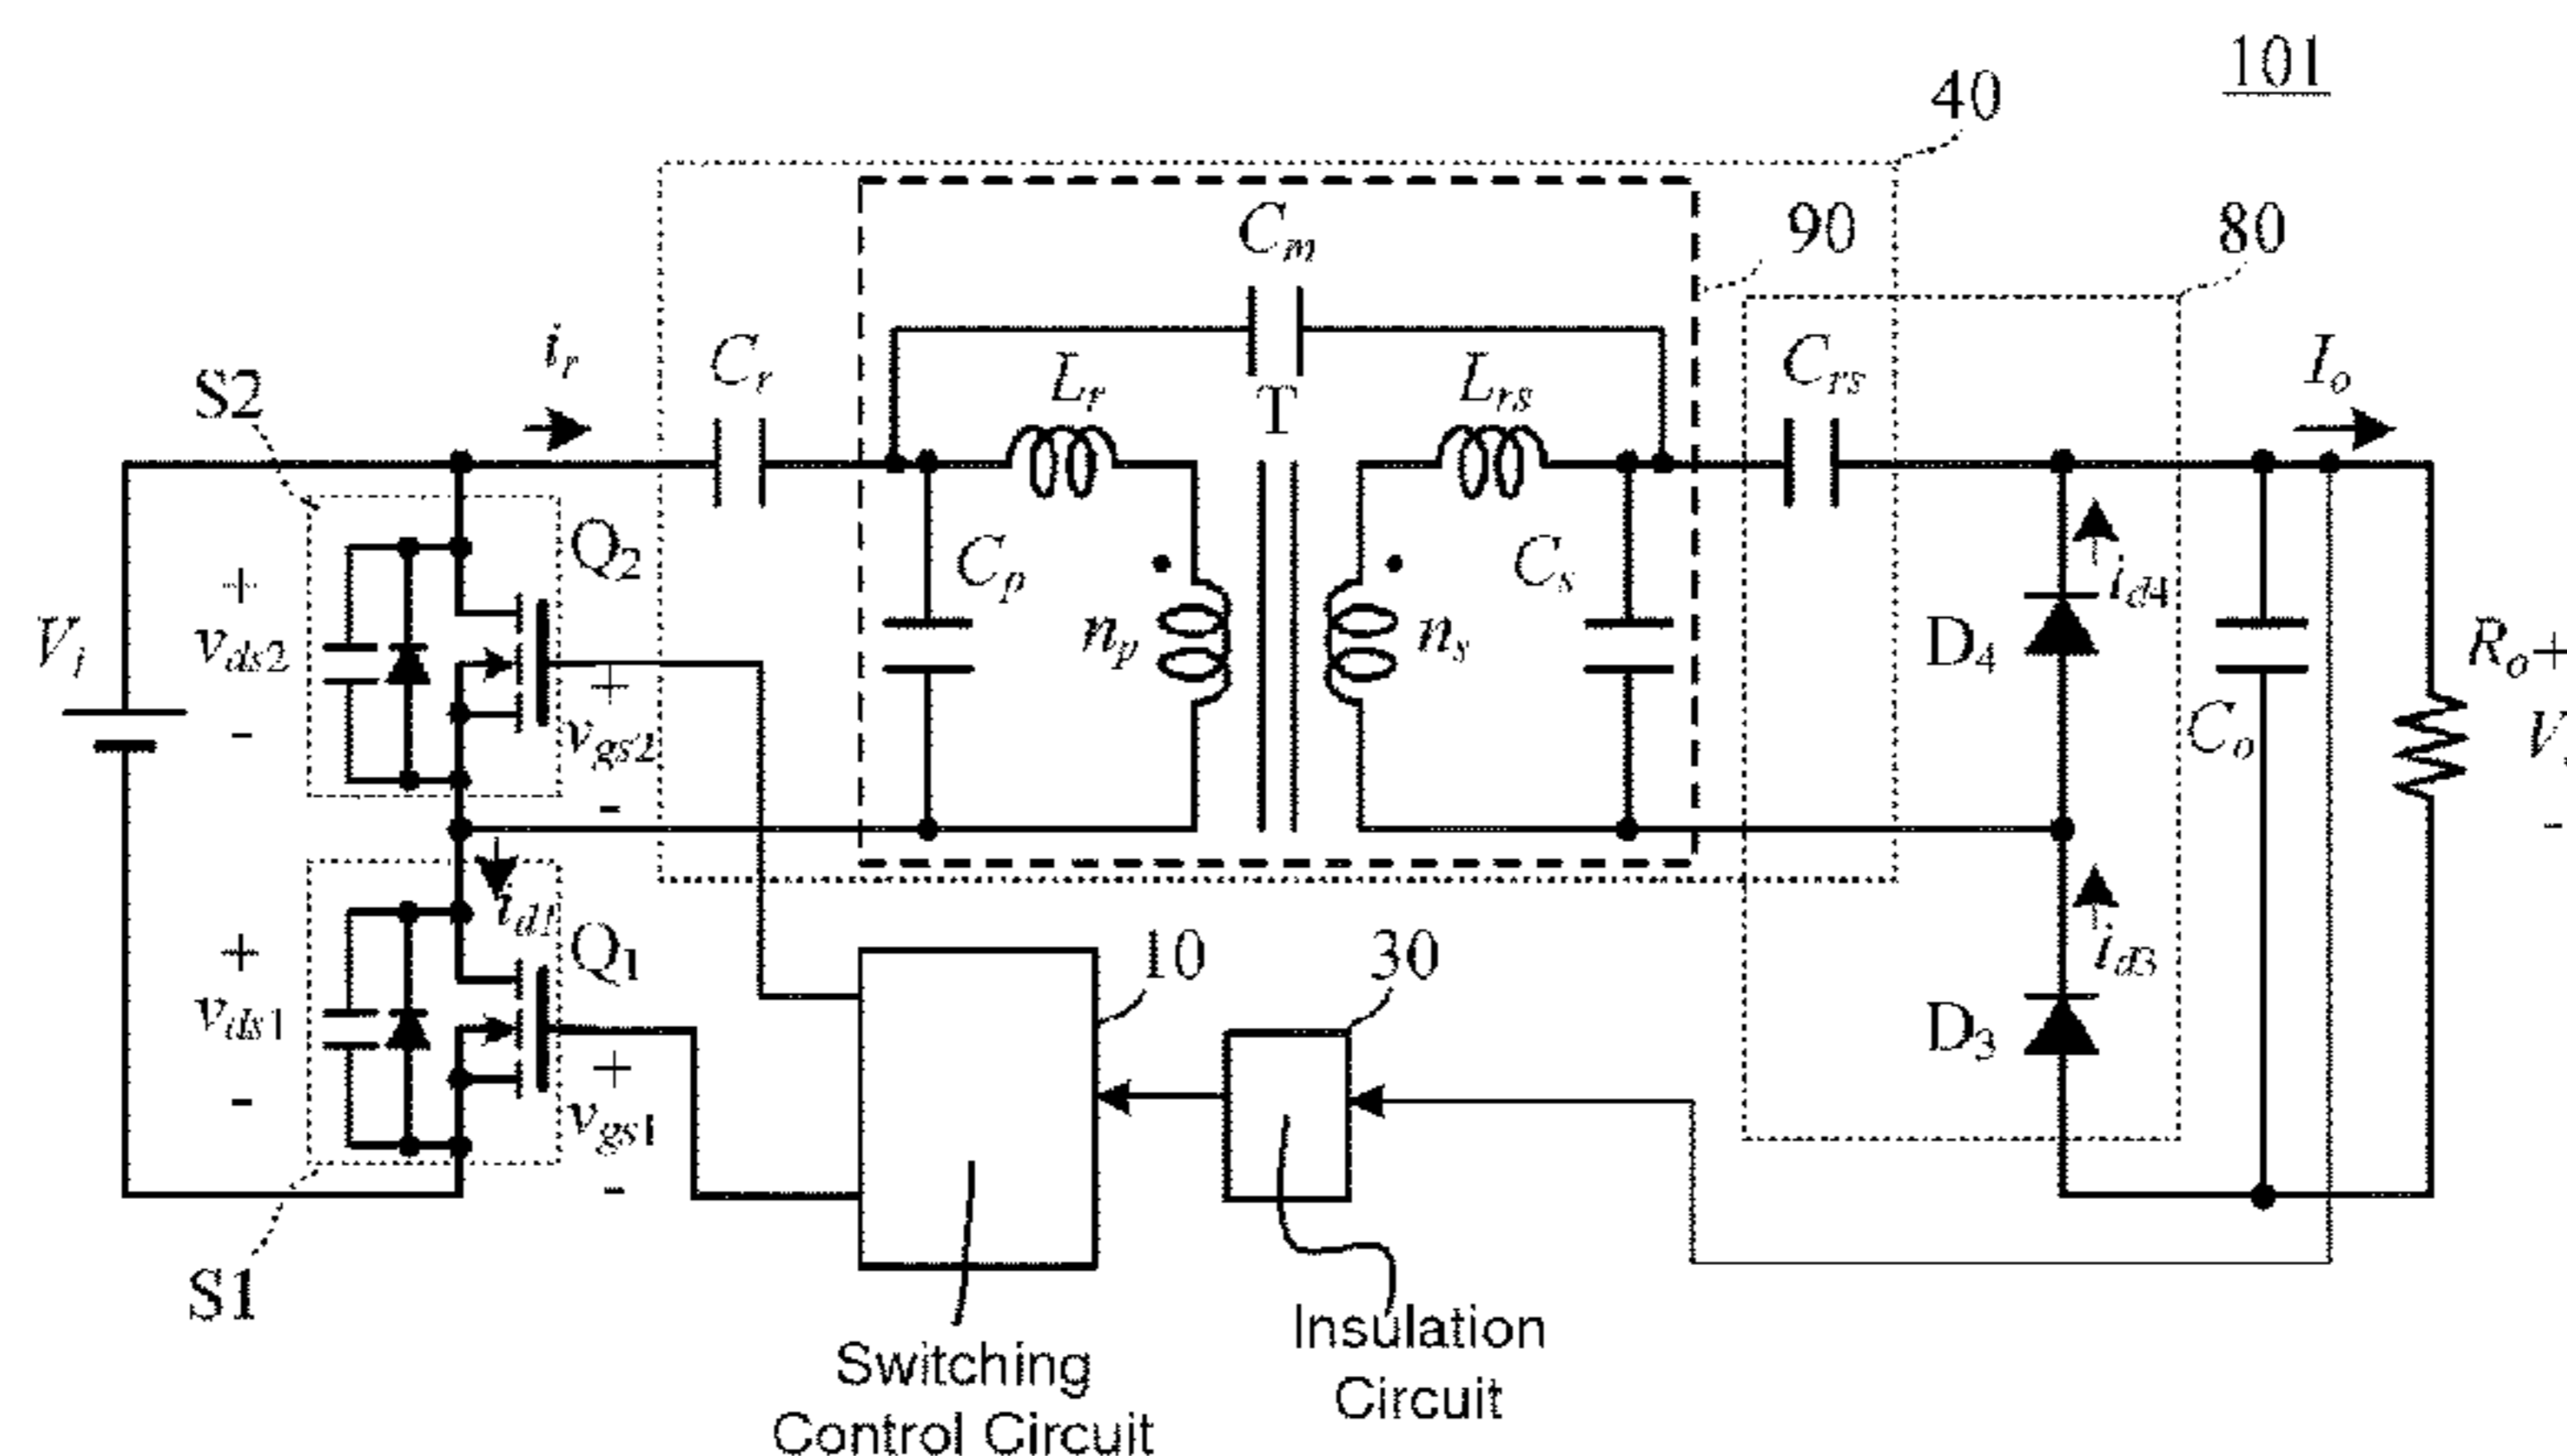 101
40
90
80
C_m
i_r
C_r
L_r
T
L_rs
C_rs
I_o
S2
Q_2
+
v_ds2
-
V_i
+
v_gs2
-
C_p
n_p
n_s
C_s
D_4
i_d4
C_o
R_o
+
V
-
i_d1
Q_1
+
v_ds1
-
+
v_gs1
-
10
30
i_d3
D_3
S1
Switching
Control Circuit
Insulation
Circuit